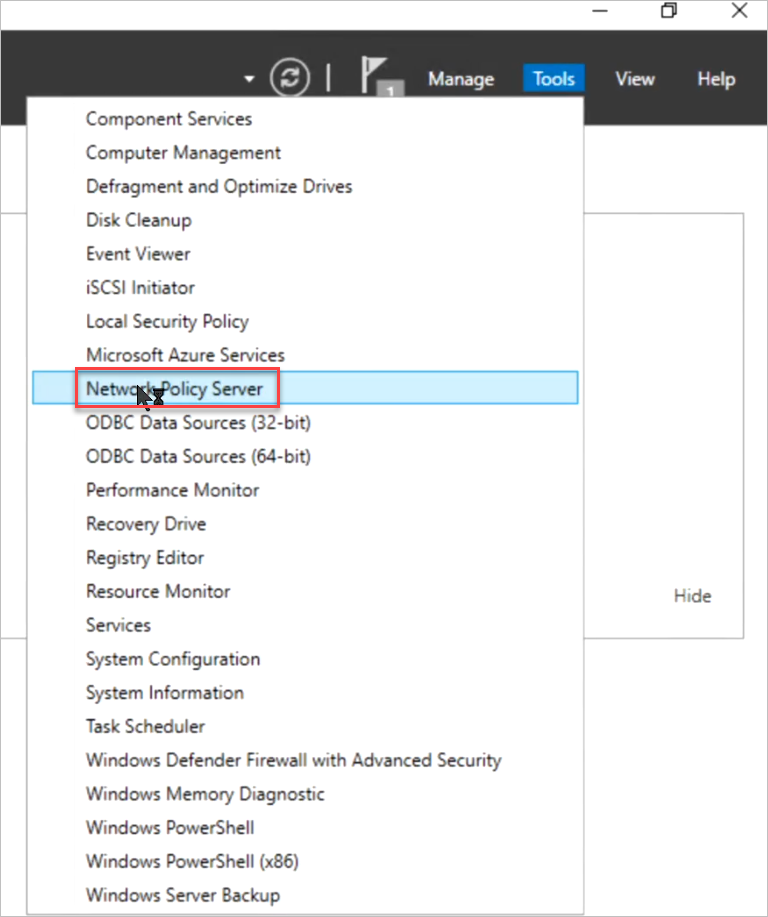 1 Manage Tools View Help
Component Services
Computer Management
Defragment and Optimize Drives
Disk Cleanup
Event Viewer
iSCSI Initiator
Local Security Policy
Microsoft Azure Services
Network Policy Server
ODBC Data Sources (32-bit)
ODBC Data Sources (64-bit)
Performance Monitor
Recovery Drive
Registry Editor
Resource Monitor
Hide
Services
System Configuration
System Information
Task Scheduler
Windows Defender Firewall with Advanced Security
Windows Memory Diagnostic
Windows PowerShell
Windows PowerShell (x86)
Windows Server Backup